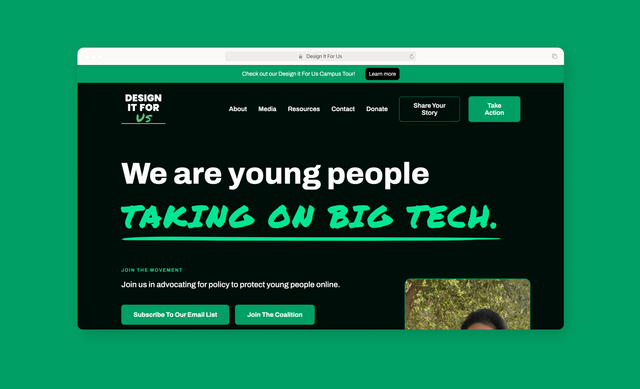 Design It For Us
Check out our Design It For Us Campus Tour!
Learn more
DESIGN
IT FOR
Us
About
Media
Resources
Contact
Donate
Share Your
Story
Take
Action
We are young people
TAKING ON BIG TECH.
JOIN THE MOVEMENT
Join us in advocating for policy to protect young people online.
Subscribe To Our Email List
Join The Coalition